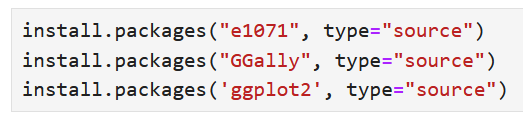 install.packages("e1071", type="source")
install.packages("GGally", type="source")
install.packages('ggplot2', type="source")